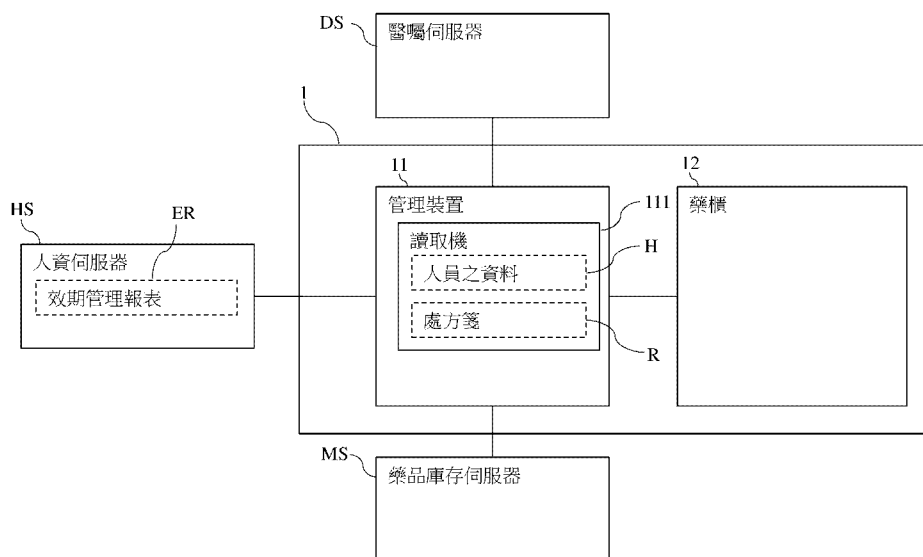 DS
醫囑伺服器
1
11
12
管理裝置
111
藥櫃
HS
ER
讀取機
H
人資伺服器
人員之資料
效期管理報表
處方箋
R
MS
藥品庫存伺服器